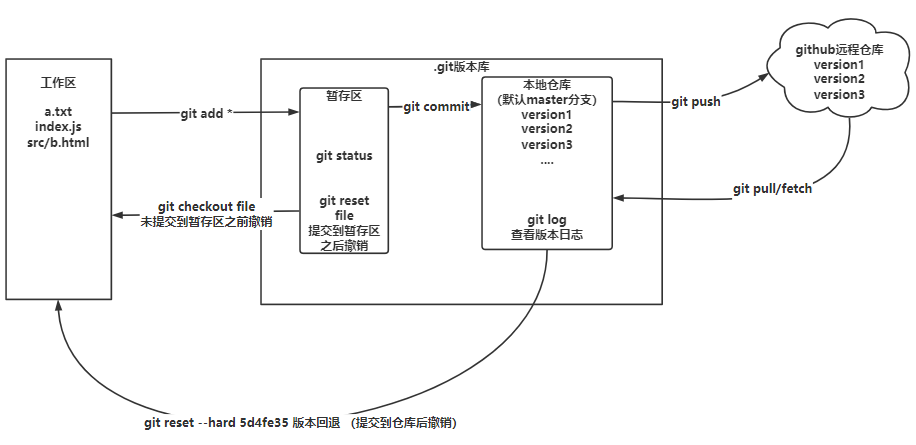 工作区
a.txt
index.js
src/b.html
git add *
git checkout file
未提交到暂存区之前撤销
.git版本库
暂存区
git status
git reset
file
提交到暂存区
之后撤销
git commit
本地仓库
(默认master分支)
version1
version2
version3
....
git log
查看版本日志
git push
github远程仓库
version1
version2
version3
git pull/fetch
git reset --hard 5d4fe35 版本回退 (提交到仓库后撤销)